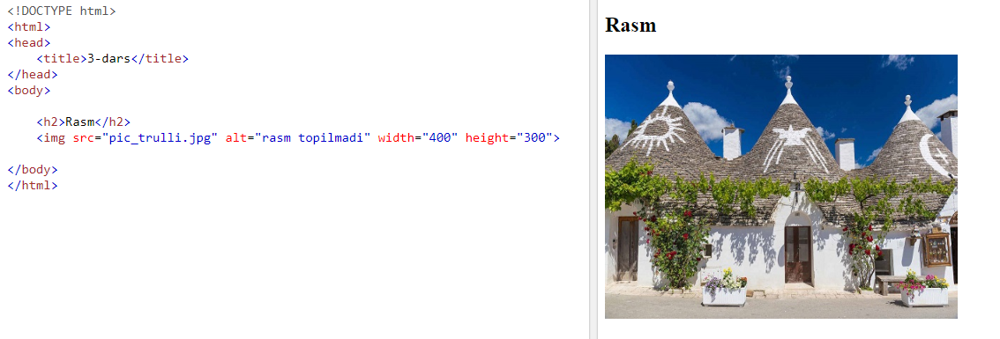 <!DOCTYPE html>
<html>
<head>
    <title>3-dars</title>
</head>
<body>
    <h2>Rasm</h2>
    <img src="pic_trulli.jpg" alt="rasm topilmadi" width="400" height="300">
</body>
</html>
Rasm